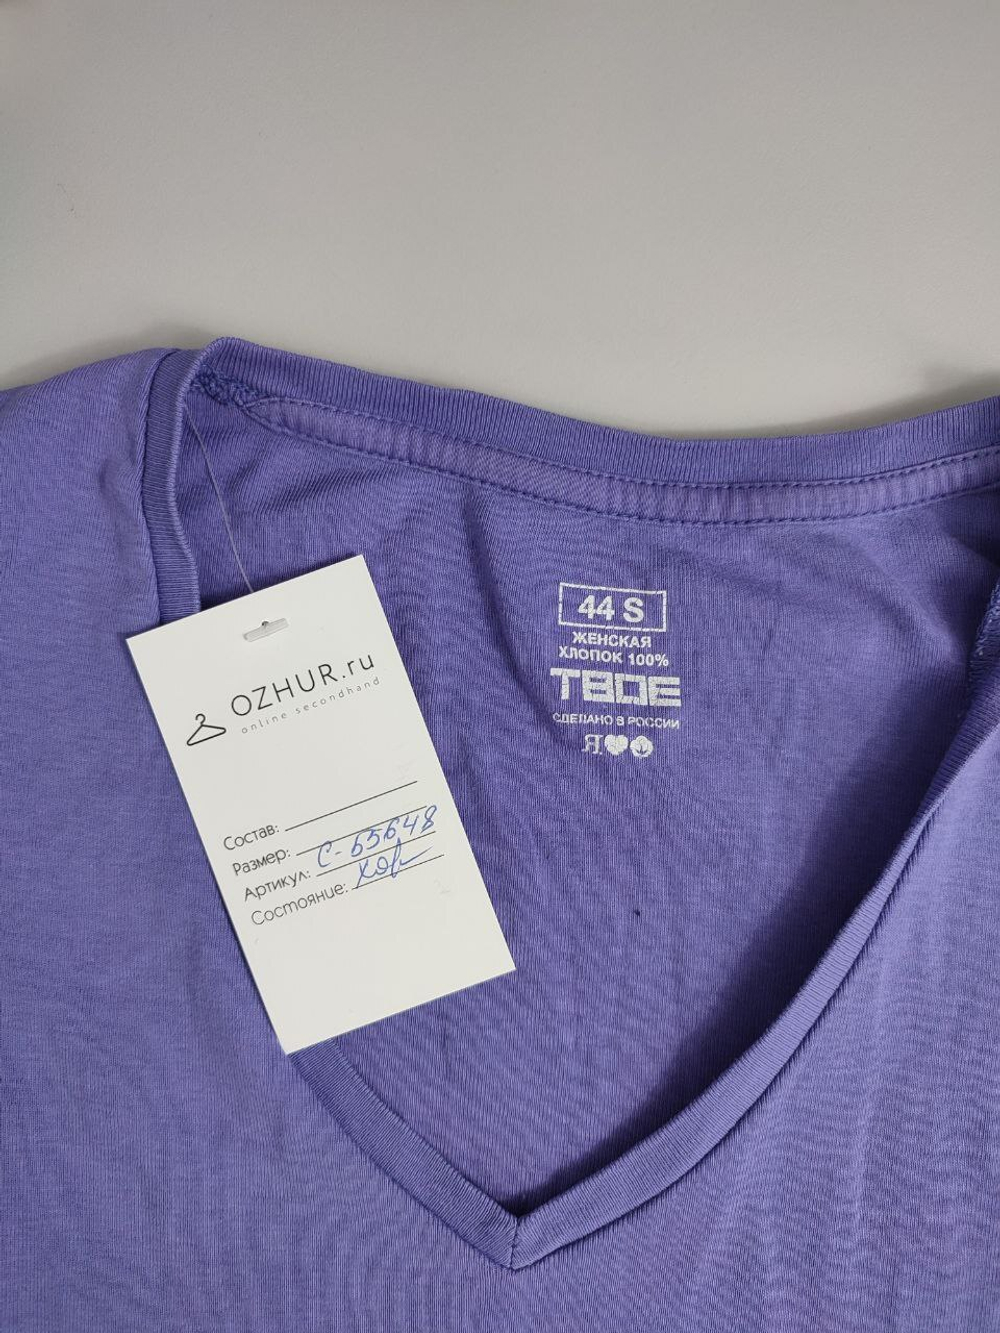 44 S
ЖЕНСКАЯ
ХЛОПОК 100%
ТВОЕ
СДЕЛАНО В РОССИИ
Я
OZHUR.ru
online secondhand
Состав:
Размер:
Артикул: С-65648
Состояние: хор